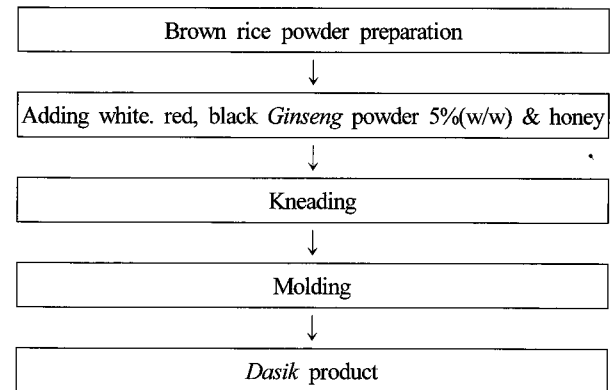 Brown rice powder preparation
↓
Adding white. red, black Ginseng powder 5%(w/w) & honey
↓
Kneading
↓
Molding
↓
Dasik product